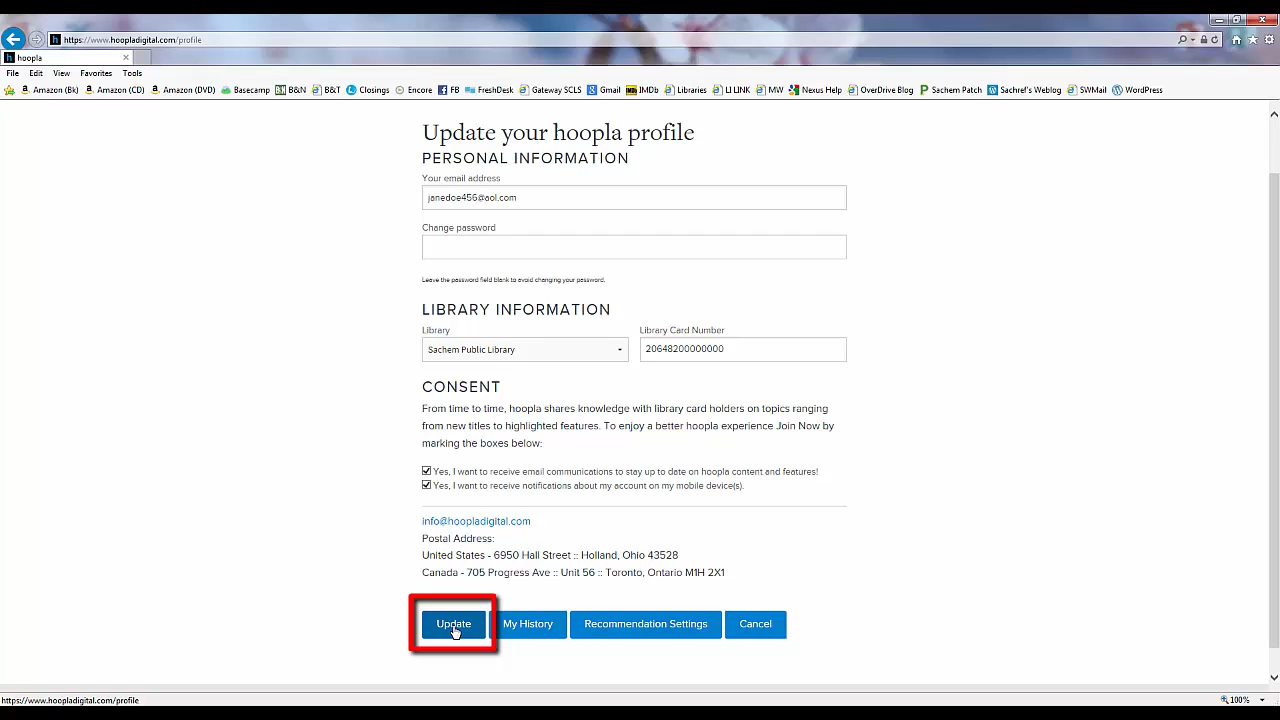 https://www.hoopladigital.com/profile
hoopla
File Edit View Favorites Tools
Amazon (Bk) Amazon (CD) Amazon (DVD) Basecamp B&N B&T Closings Encore FB FreshDesk Gateway SCLS Gmail IMDb Libraries LI LINK MW Nexus Help OverDrive Blog Sachem Patch Sachref's Weblog SWMail WordPress
Update your hoopla profile
PERSONAL INFORMATION
Your email address
janedoe456@aol.com
Change password
Leave the password field blank to avoid changing your password.
LIBRARY INFORMATION
Library Library Card Number
Sachem Public Library 20648200000000
CONSENT
From time to time, hoopla shares knowledge with library card holders on topics ranging
from new titles to highlighted features. To enjoy a better hoopla experience Join Now by
marking the boxes below:
Yes, I want to receive email communications to stay up to date on hoopla content and features!
Yes, I want to receive notifications about my account on my mobile device(s).
info@hoopladigital.com
Postal Address:
United States - 6950 Hall Street :: Holland, Ohio 43528
Canada - 705 Progress Ave :: Unit 56 :: Toronto, Ontario M1H 2X1
Update My History Recommendation Settings Cancel
https://www.hoopladigital.com/profile 100%